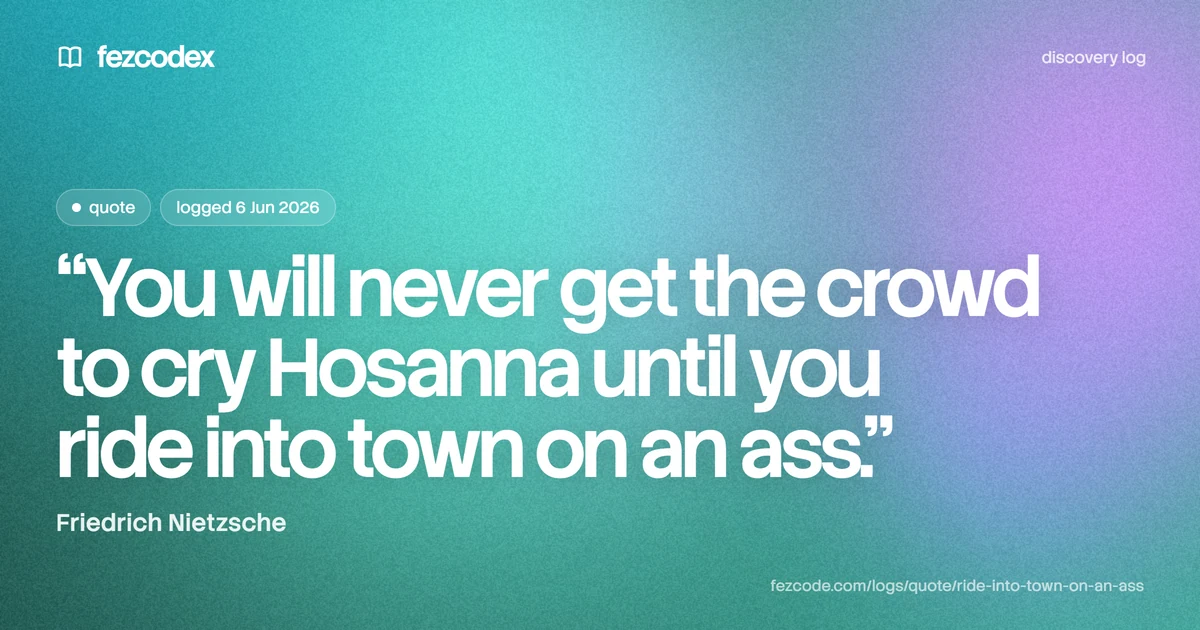 fezcodex
discovery log
quote
logged 6 Jun 2026
“You will never get the crowd
to cry Hosanna until you
ride into town on an ass.”
Friedrich Nietzsche
fezcode.com/logs/quote/ride-into-town-on-an-ass